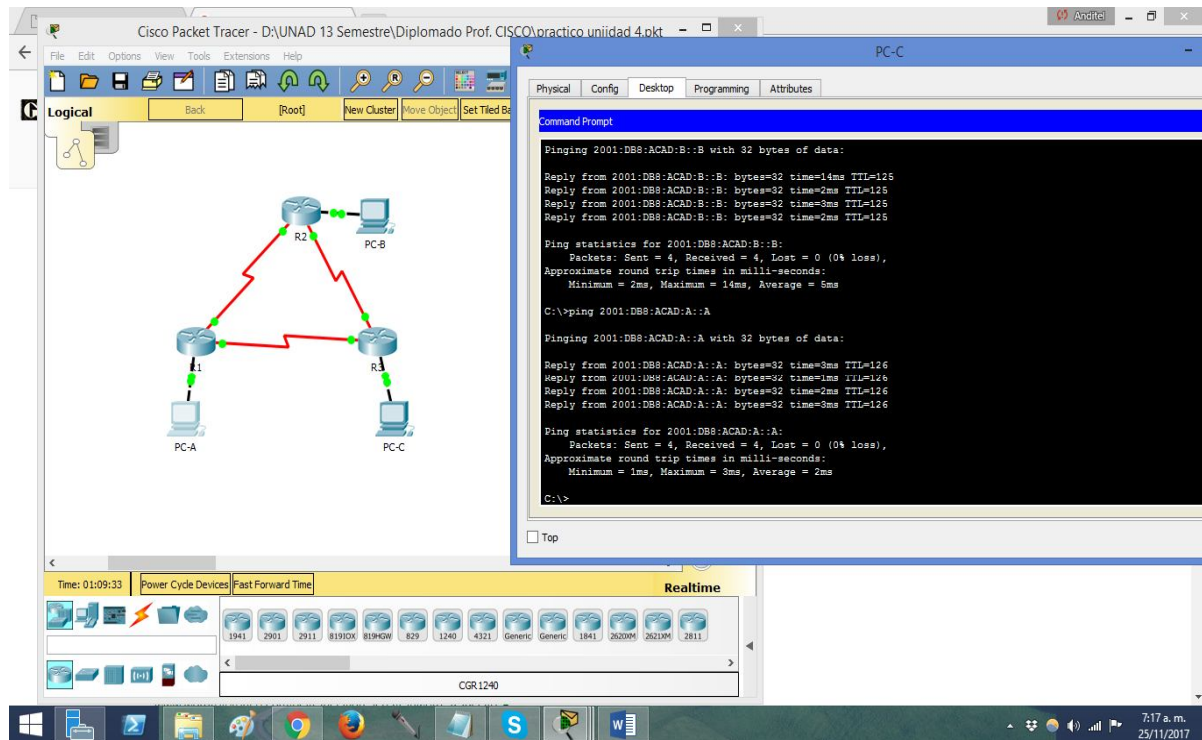 Anditel
Cisco Packet Tracer - D:\UNAD 13 Semestre\Diplomado Prof. CISCO\practico uniidad 4.pkt
File Edit Options View Tools Extensions Help
Logical Back [Root] New Cluster Move Object Set Tiled Ba
R2
PC-B
R1
R3
PC-A
PC-C
Time: 01:09:33 Power Cycle Devices Fast Forward Time Realtime
1941 2901 2911 819IOX 819HGW 829 1240 4321 Generic Generic 1841 2620XM 2621XM 2811
CGR1240
PC-C
Physical Config Desktop Programming Attributes
Command Prompt
Pinging 2001:DB8:ACAD:B::B with 32 bytes of data:
Reply from 2001:DB8:ACAD:B::B: bytes=32 time=14ms TTL=125
Reply from 2001:DB8:ACAD:B::B: bytes=32 time=2ms TTL=125
Reply from 2001:DB8:ACAD:B::B: bytes=32 time=3ms TTL=125
Reply from 2001:DB8:ACAD:B::B: bytes=32 time=2ms TTL=125
Ping statistics for 2001:DB8:ACAD:B::B:
Packets: Sent = 4, Received = 4, Lost = 0 (0% loss),
Approximate round trip times in milli-seconds:
Minimum = 2ms, Maximum = 14ms, Average = 5ms
C:\>ping 2001:DB8:ACAD:A::A
Pinging 2001:DB8:ACAD:A::A with 32 bytes of data:
Reply from 2001:DB8:ACAD:A::A: bytes=32 time=3ms TTL=126
Reply from 2001:DB8:ACAD:A::A: bytes=32 time=1ms TTL=126
Reply from 2001:DB8:ACAD:A::A: bytes=32 time=2ms TTL=126
Reply from 2001:DB8:ACAD:A::A: bytes=32 time=3ms TTL=126
Ping statistics for 2001:DB8:ACAD:A::A:
Packets: Sent = 4, Received = 4, Lost = 0 (0% loss),
Approximate round trip times in milli-seconds:
Minimum = 1ms, Maximum = 3ms, Average = 2ms
C:\>
Top
7:17 a. m.
25/11/2017